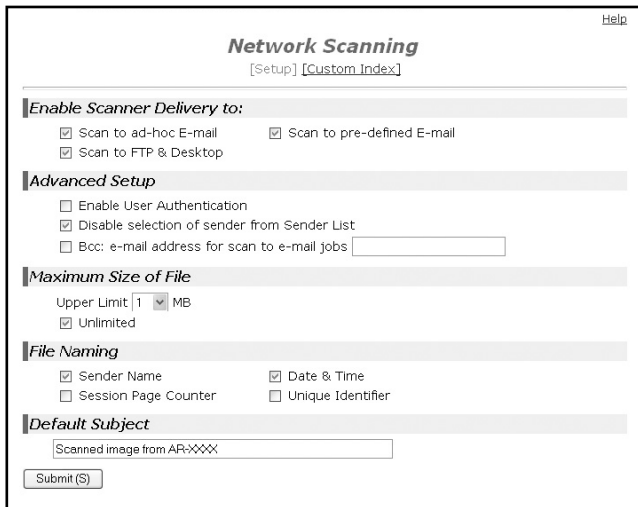 Help
Network Scanning
[Setup] [Custom Index]
Enable Scanner Delivery to:
Scan to ad-hoc E-mail Scan to pre-defined E-mail
Scan to FTP & Desktop
Advanced Setup
Enable User Authentication
Disable selection of sender from Sender List
Bcc: e-mail address for scan to e-mail jobs
Maximum Size of File
Upper Limit 1 MB
Unlimited
File Naming
Sender Name Date & Time
Session Page Counter Unique Identifier
Default Subject
Scanned image from AR-XXXX
Submit (S)